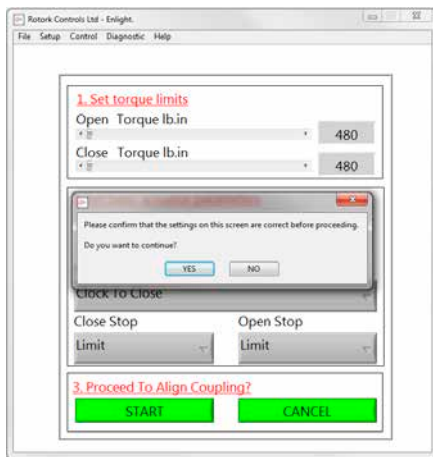 Rotork Controls Ltd - Enlight.
File Setup Control Diagnostic Help
1. Set torque limits
Open Torque lb.in
480
Close Torque lb.in
480
Please confirm that the settings on this screen are correct before proceeding.
Do you want to continue?
YES NO
Clock To Close
Close Stop Open Stop
Limit Limit
3. Proceed To Align Coupling?
START CANCEL